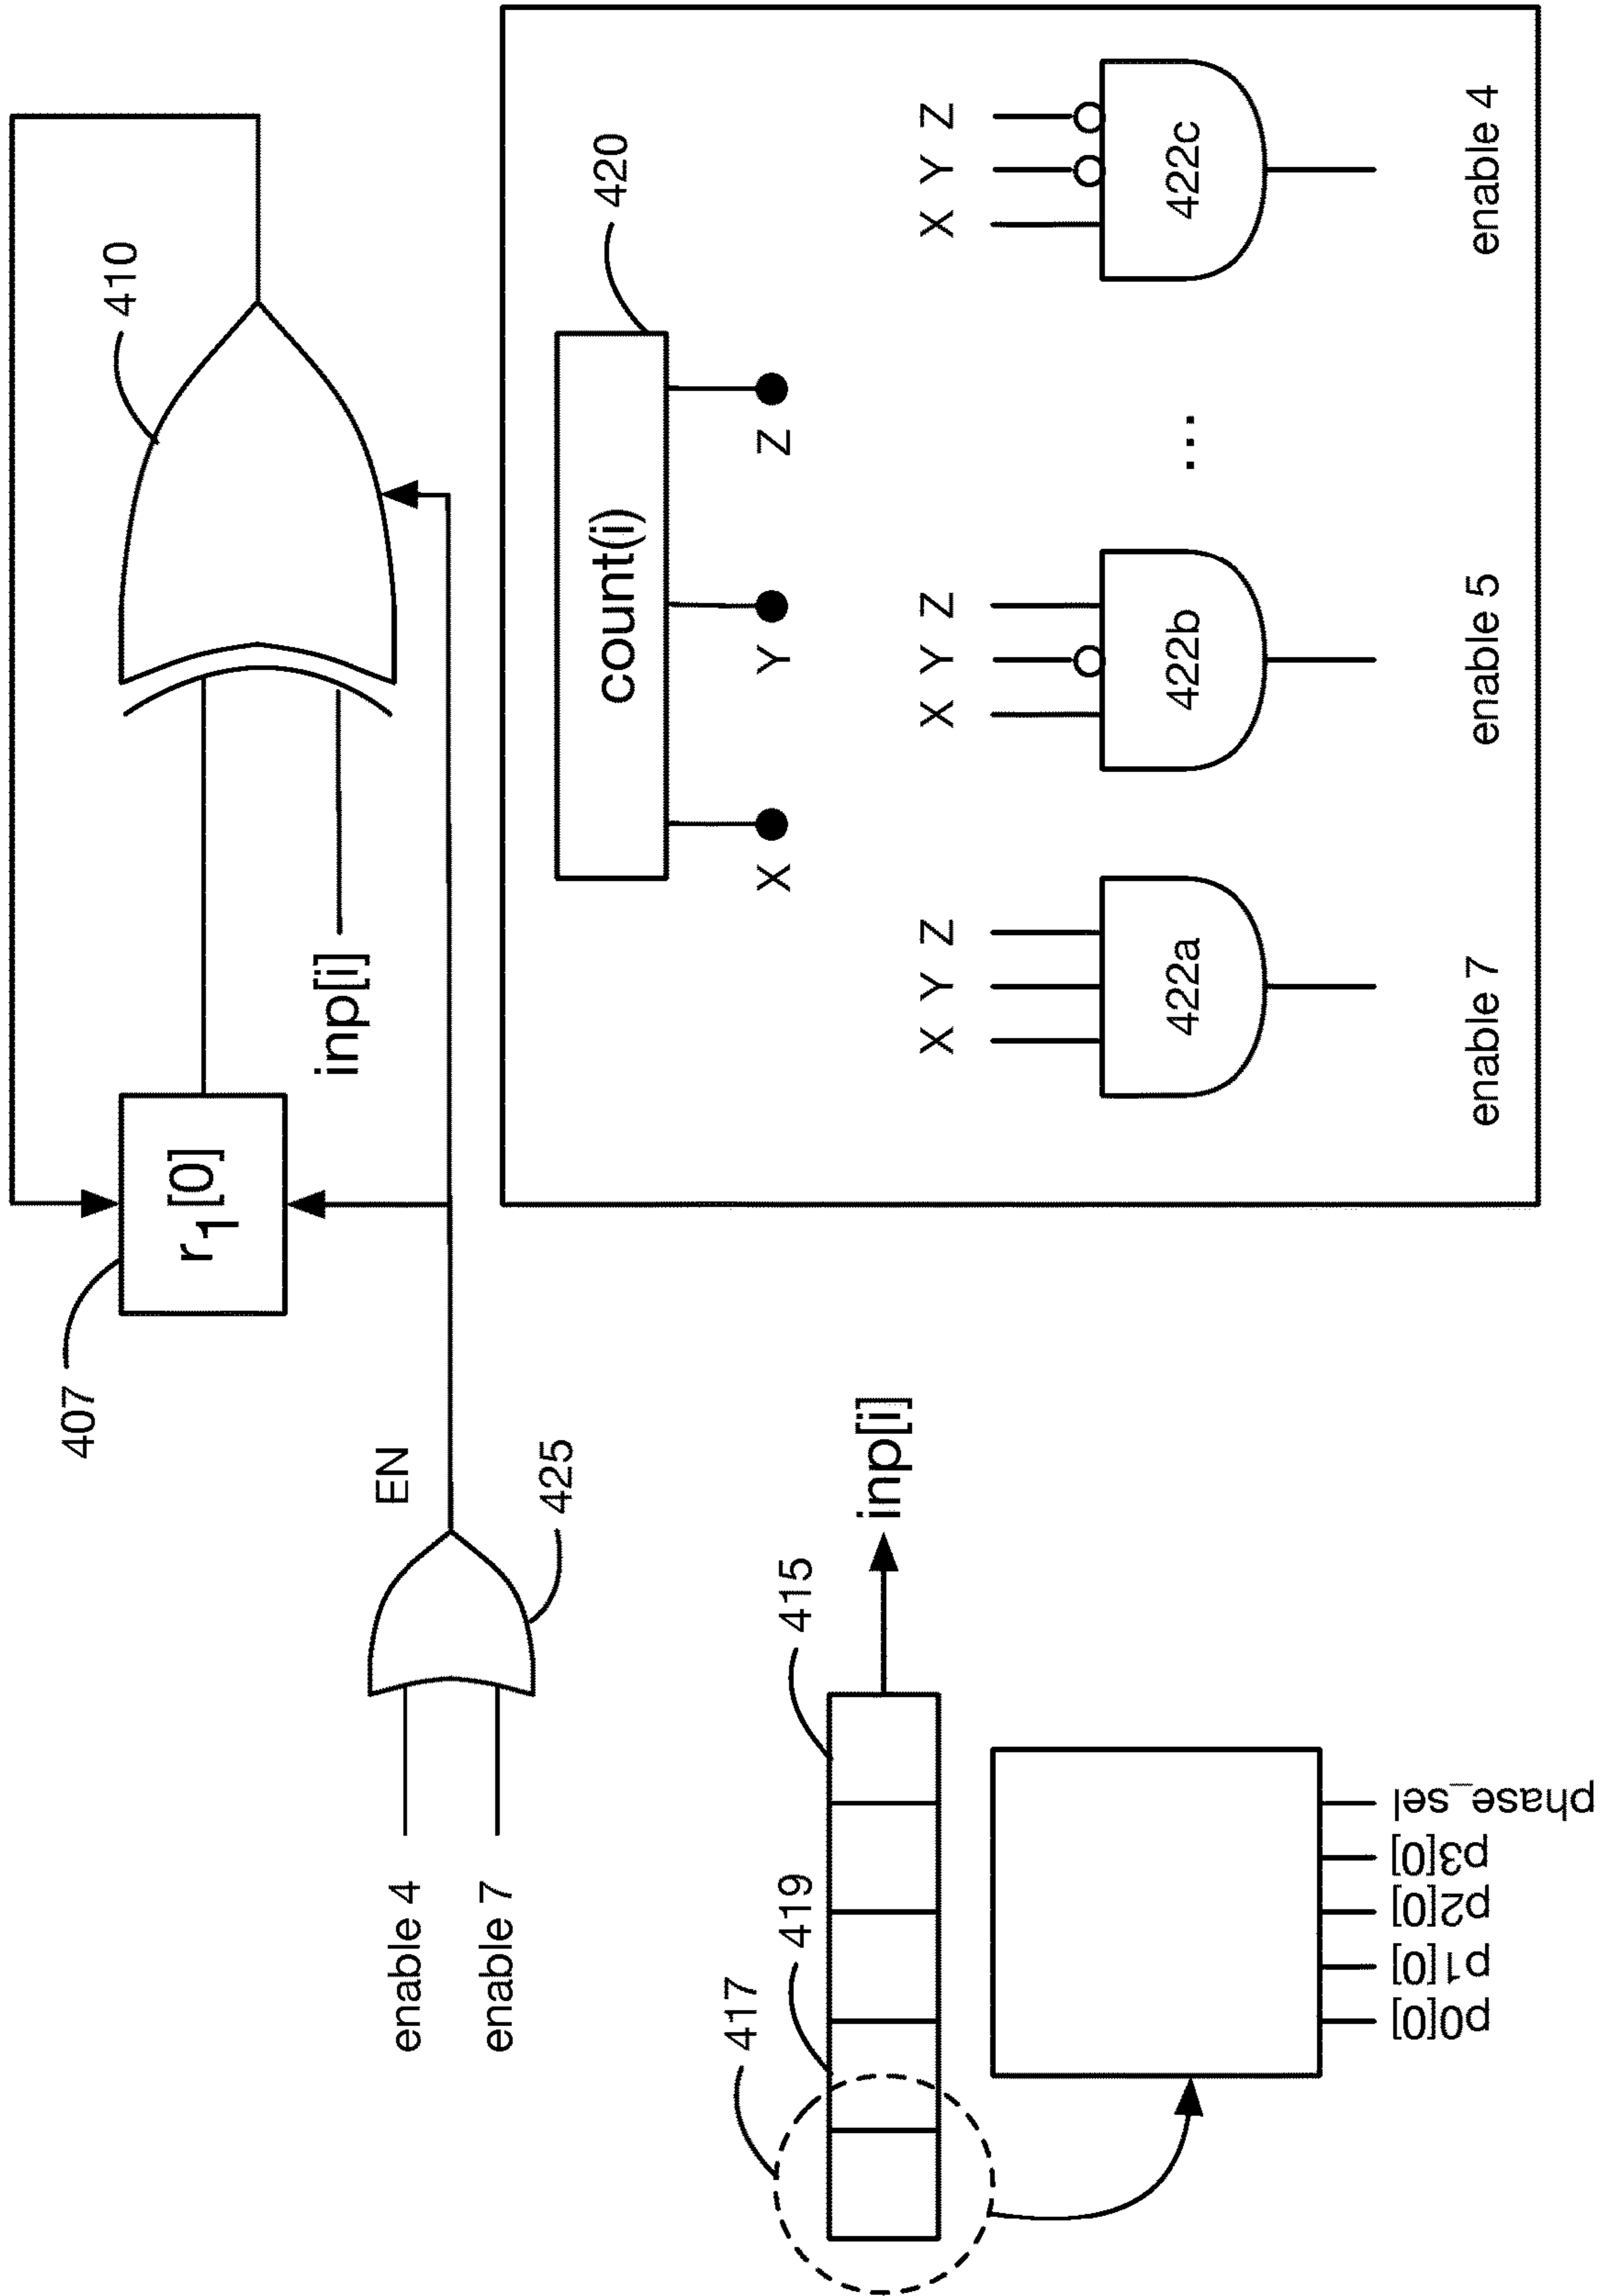 407
r1[0]
410
inp[i]
EN
enable 4
enable 7
425
417
419
415
inp[i]
p0[0]
p1[0]
p2[0]
p3[0]
phase_sel
count(i)
420
X Y Z
X Y Z
X Y Z
X Y Z
422a
422b
...
422c
enable 7
enable 5
enable 4